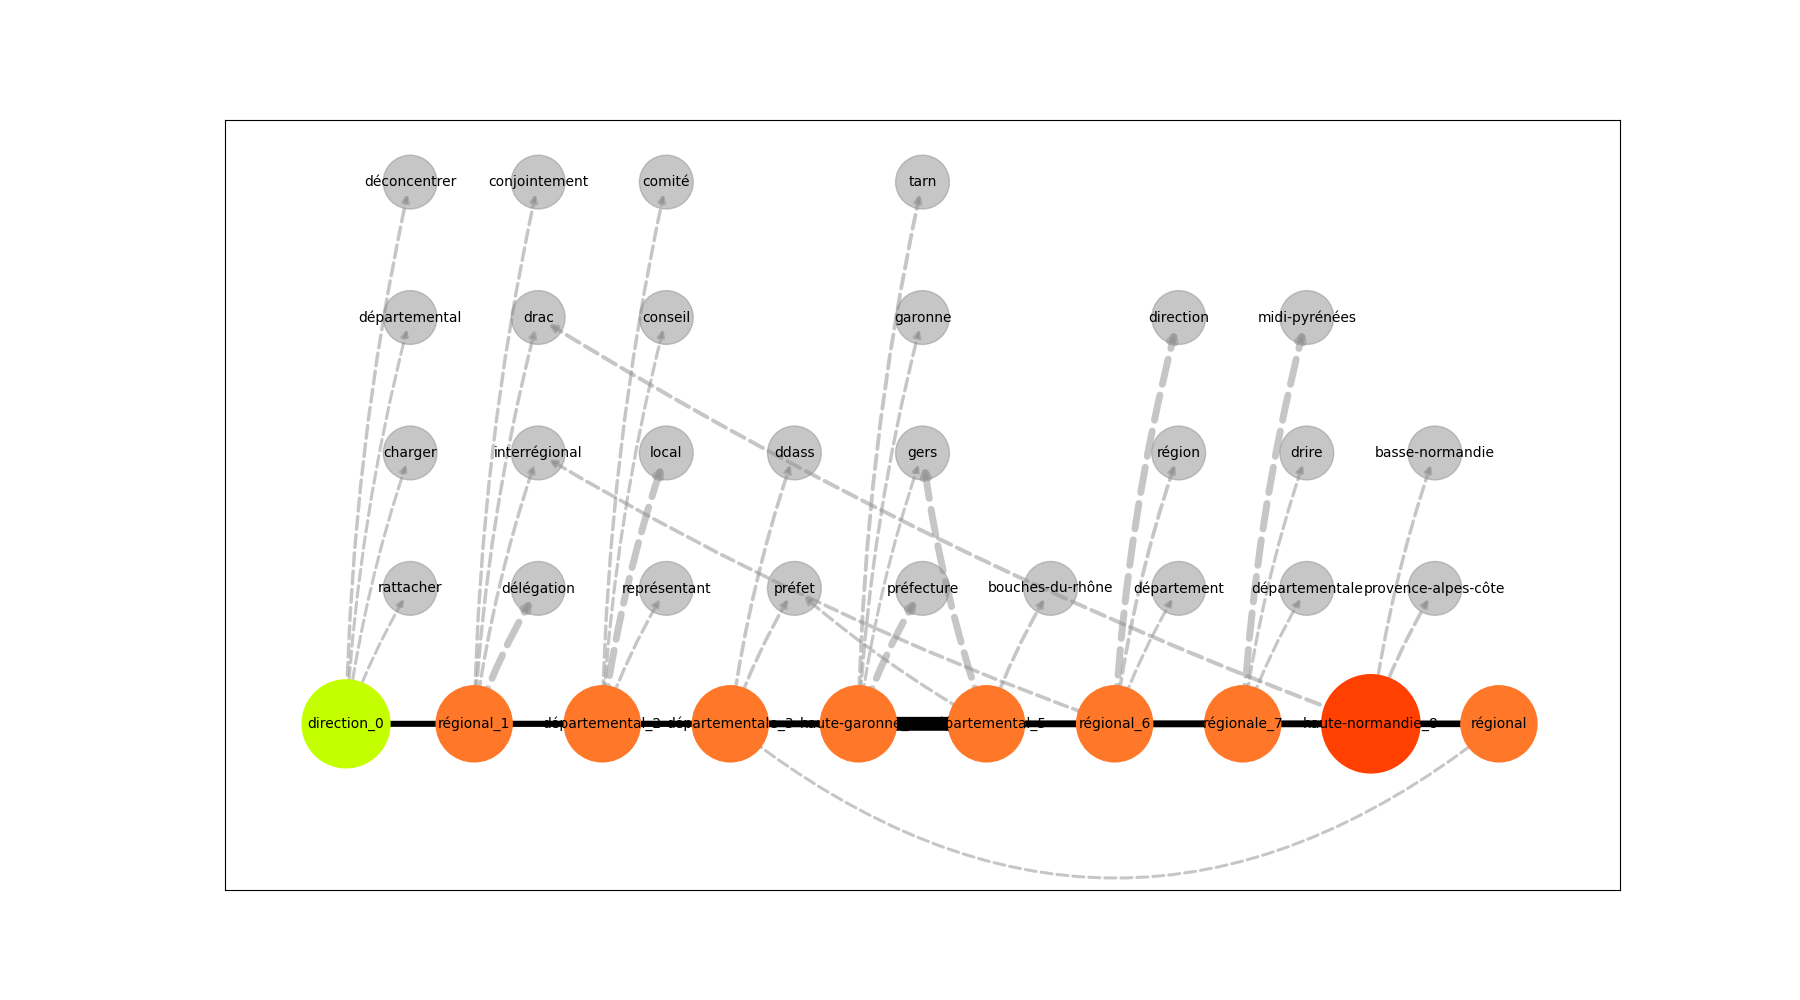 déconcentrer conjointement comité tarn
départemental drac conseil garonne direction midi-pyrénées
charger interrégional local ddass gers région drire basse-normandie
rattacher délégation représentant préfet préfecture bouches-du-rhône département départementale provence-alpes-côte
direction_0 régional_1 départemental_2 départementale_3 haute-garonne départemental_5 régional_6 régionale_7 haute-normandie_8 régional